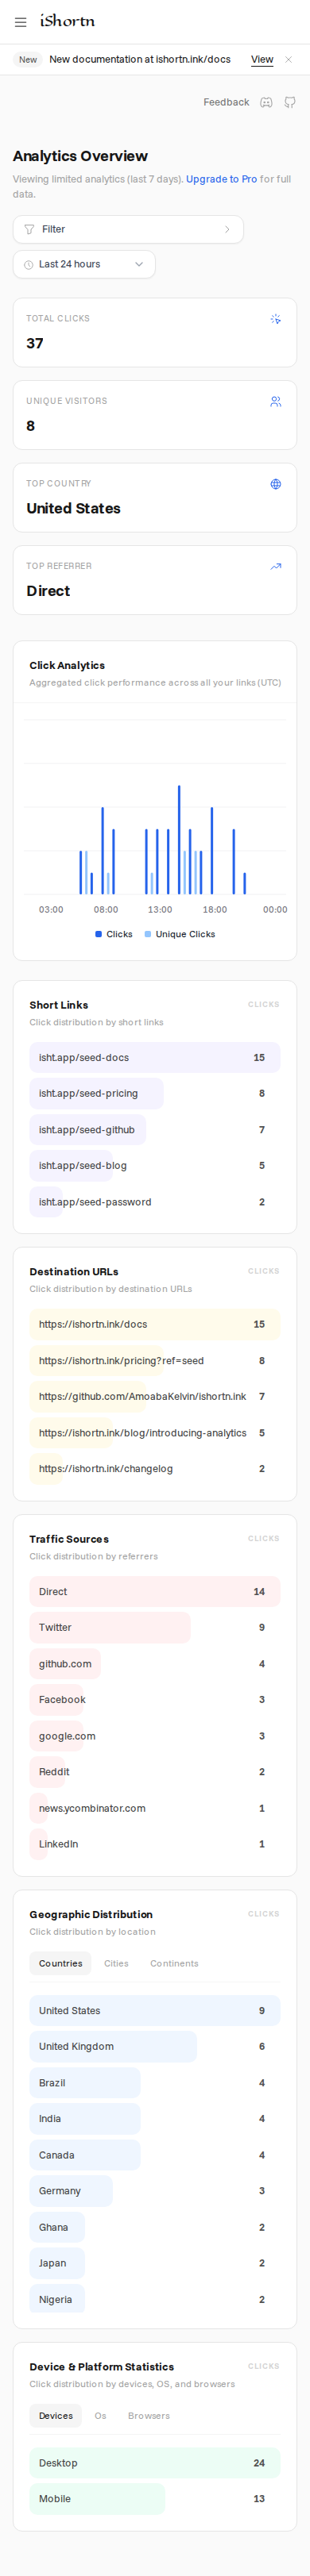 iShortn
New New documentation at ishortn.ink/docs View
Feedback
Analytics Overview
Viewing limited analytics (last 7 days). Upgrade to Pro for full
data.
Filter
Last 24 hours
TOTAL CLICKS
37
UNIQUE VISITORS
8
TOP COUNTRY
United States
TOP REFERRER
Direct
Click Analytics
Aggregated click performance across all your links (UTC)
03:00 08:00 13:00 18:00 00:00
Clicks Unique Clicks
Short Links CLICKS
Click distribution by short links
isht.app/seed-docs 15
isht.app/seed-pricing 8
isht.app/seed-github 7
isht.app/seed-blog 5
isht.app/seed-password 2
Destination URLs CLICKS
Click distribution by destination URLs
https://ishortn.ink/docs 15
https://ishortn.ink/pricing?ref=seed 8
https://github.com/AmoabaKelvin/ishortn.ink 7
https://ishortn.ink/blog/introducing-analytics 5
https://ishortn.ink/changelog 2
Traffic Sources CLICKS
Click distribution by referrers
Direct 14
Twitter 9
github.com 4
Facebook 3
google.com 3
Reddit 2
news.ycombinator.com 1
LinkedIn 1
Geographic Distribution CLICKS
Click distribution by location
Countries Cities Continents
United States 9
United Kingdom 6
Brazil 4
India 4
Canada 4
Germany 3
Ghana 2
Japan 2
Nigeria 2
Device & Platform Statistics CLICKS
Click distribution by devices, OS, and browsers
Devices Os Browsers
Desktop 24
Mobile 13